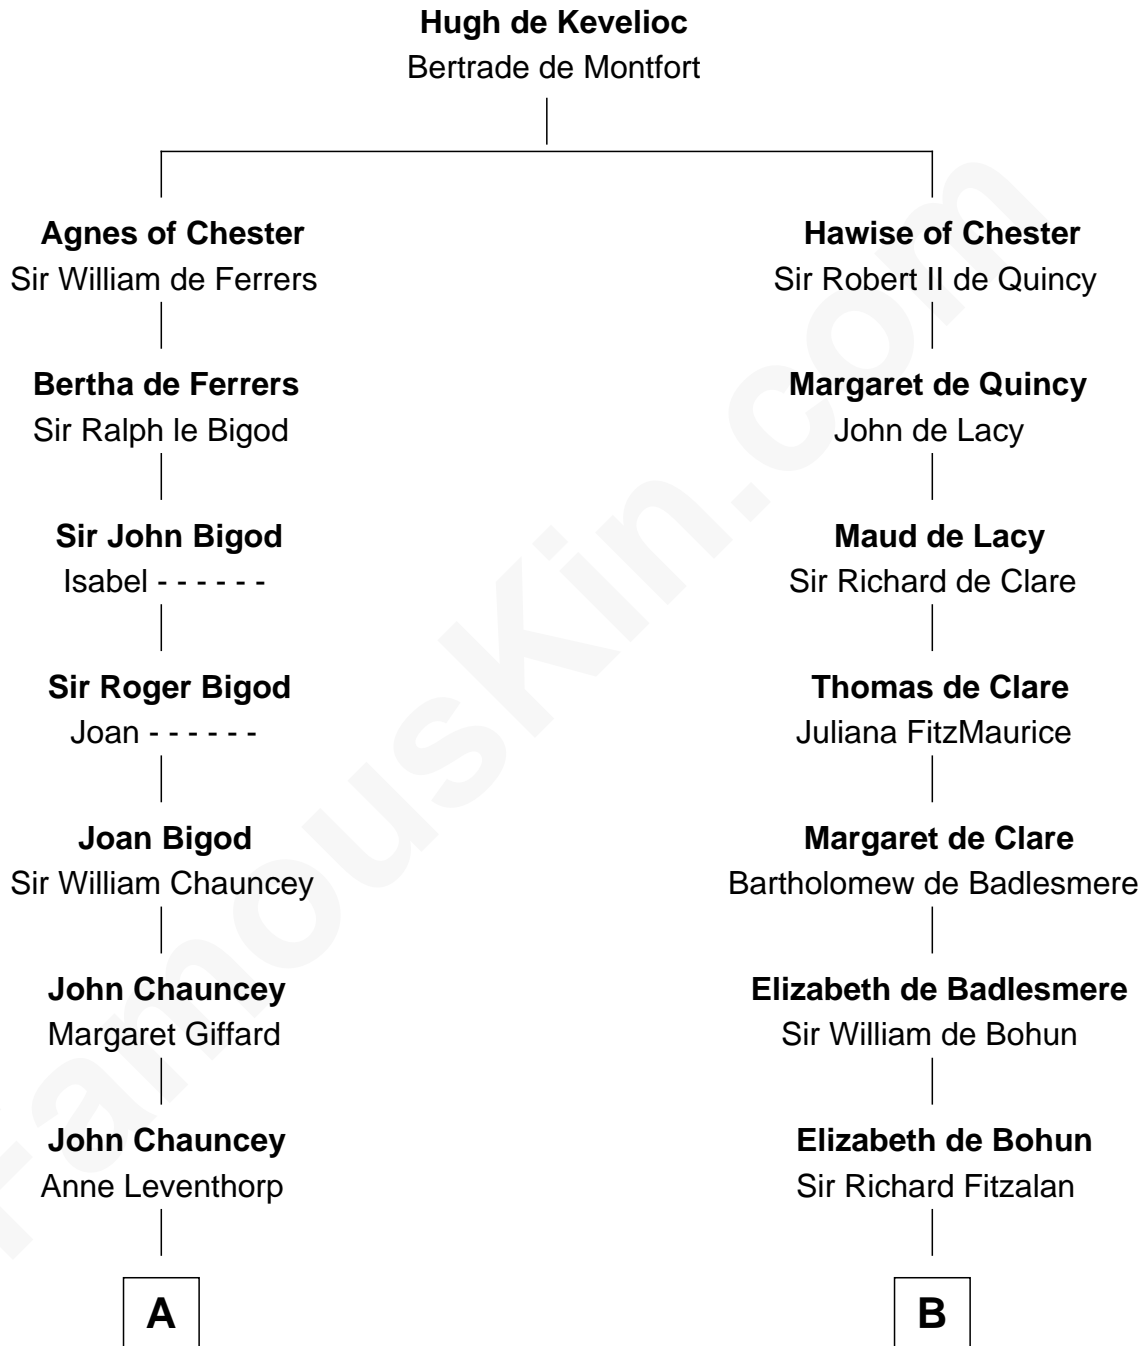 Hugh de Kevelioc
Bertrade de Montfort
Agnes of Chester
Sir William de Ferrers
Hawise of Chester
Sir Robert II de Quincy
Bertha de Ferrers
Sir Ralph le Bigod
Margaret de Quincy
John de Lacy
Sir John Bigod
Isabel - - - - - -
Maud de Lacy
Sir Richard de Clare
Sir Roger Bigod
Joan - - - - - -
Thomas de Clare
Juliana FitzMaurice
Joan Bigod
Sir William Chauncey
Margaret de Clare
Bartholomew de Badlesmere
John Chauncey
Margaret Giffard
Elizabeth de Badlesmere
Sir William de Bohun
John Chauncey
Anne Leventhorp
Elizabeth de Bohun
Sir Richard Fitzalan
A
B
FamousKin.com